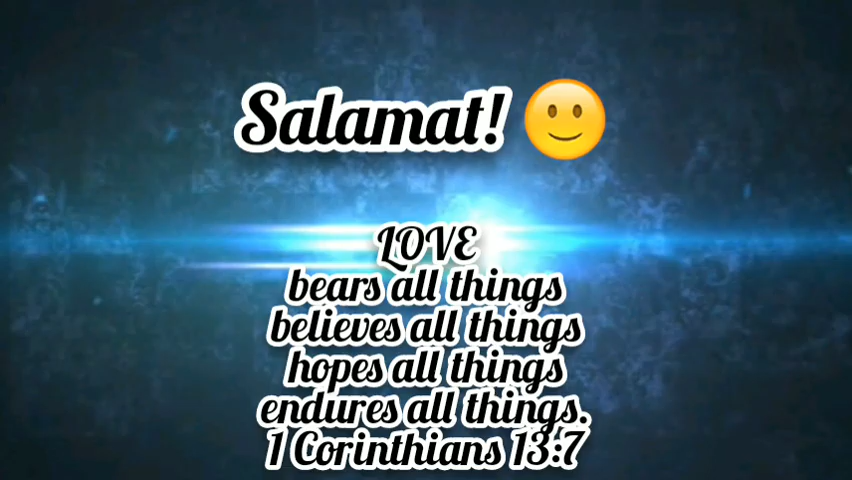 Salamat! 🙂
LOVE
bears all things
believes all things
hopes all things
endures all things.
1 Corinthians 13:7